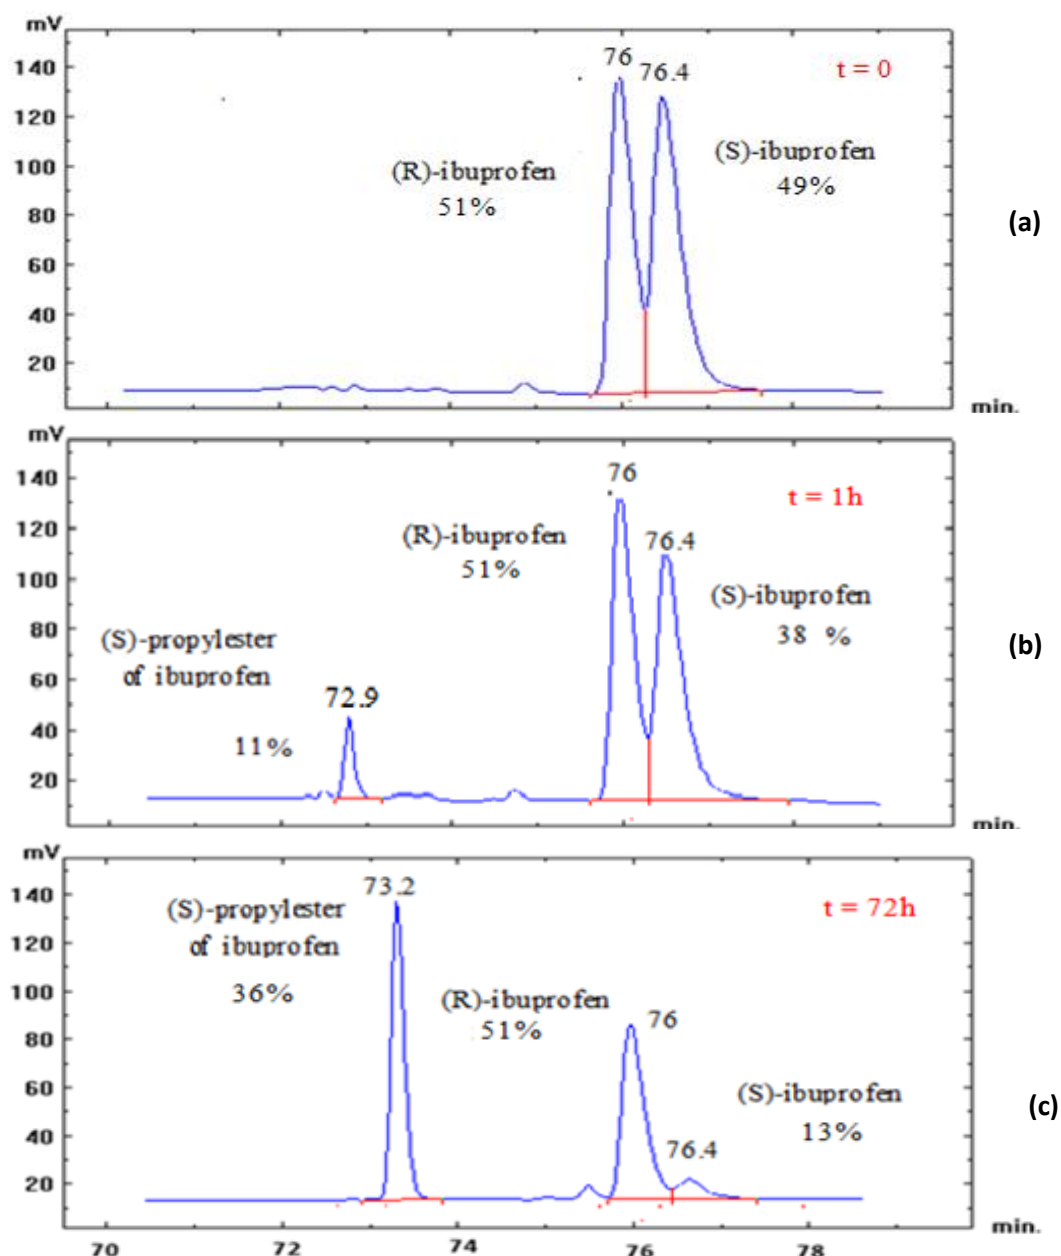 mV
140
120
100
80
60
40
20
76
76.4
t = 0
(R)-ibuprofen
51%
(S)-ibuprofen
49%
(a)
min.
mV
140
120
100
80
60
40
20
76
76.4
t = 1h
(R)-ibuprofen
51%
(S)-ibuprofen
38 %
(S)-propylester
of ibuprofen
72.9
11%
(b)
min.
mV
140
120
100
80
60
40
20
73.2
(S)-propylester
of ibuprofen
36%
t = 72h
(R)-ibuprofen
51%
76
(S)-ibuprofen
13%
76.4
(c)
min.
70
72
74
76
78